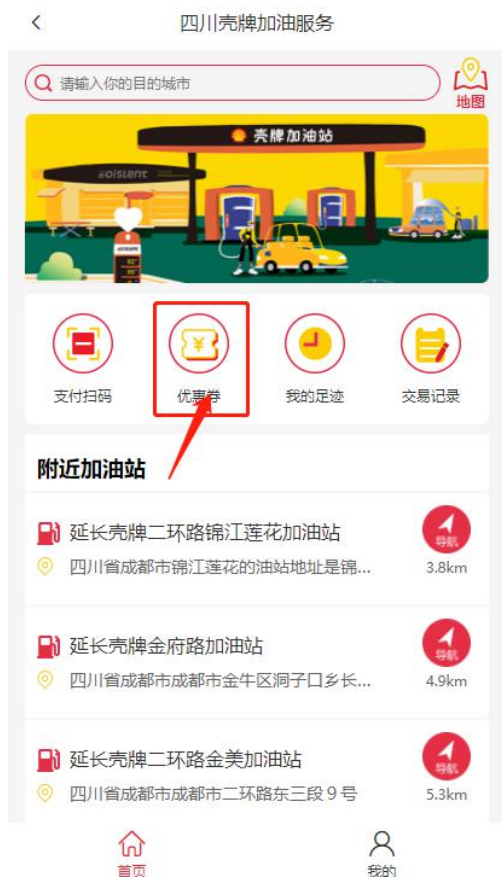 四川壳牌加油服务
请输入你的目的城市
地图
壳牌加油站
eoisLent
支付扫码
优惠券
我的足迹
交易记录
附近加油站
延长壳牌二环路锦江莲花加油站
导航
四川省成都市锦江莲花的油站地址是锦...
3.8km
延长壳牌金府路加油站
导航
四川省成都市成都市金牛区洞子口乡长...
4.9km
延长壳牌二环路金美加油站
导航
四川省成都市成都市二环路东三段9号
5.3km
首页
我的